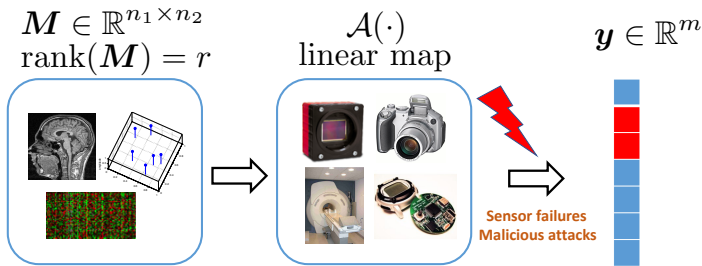 M ∈ ℝ^{n₁×n₂}
rank(M) = r
𝒜(·)
linear map
y ∈ ℝ^m
Sensor failures
Malicious attacks